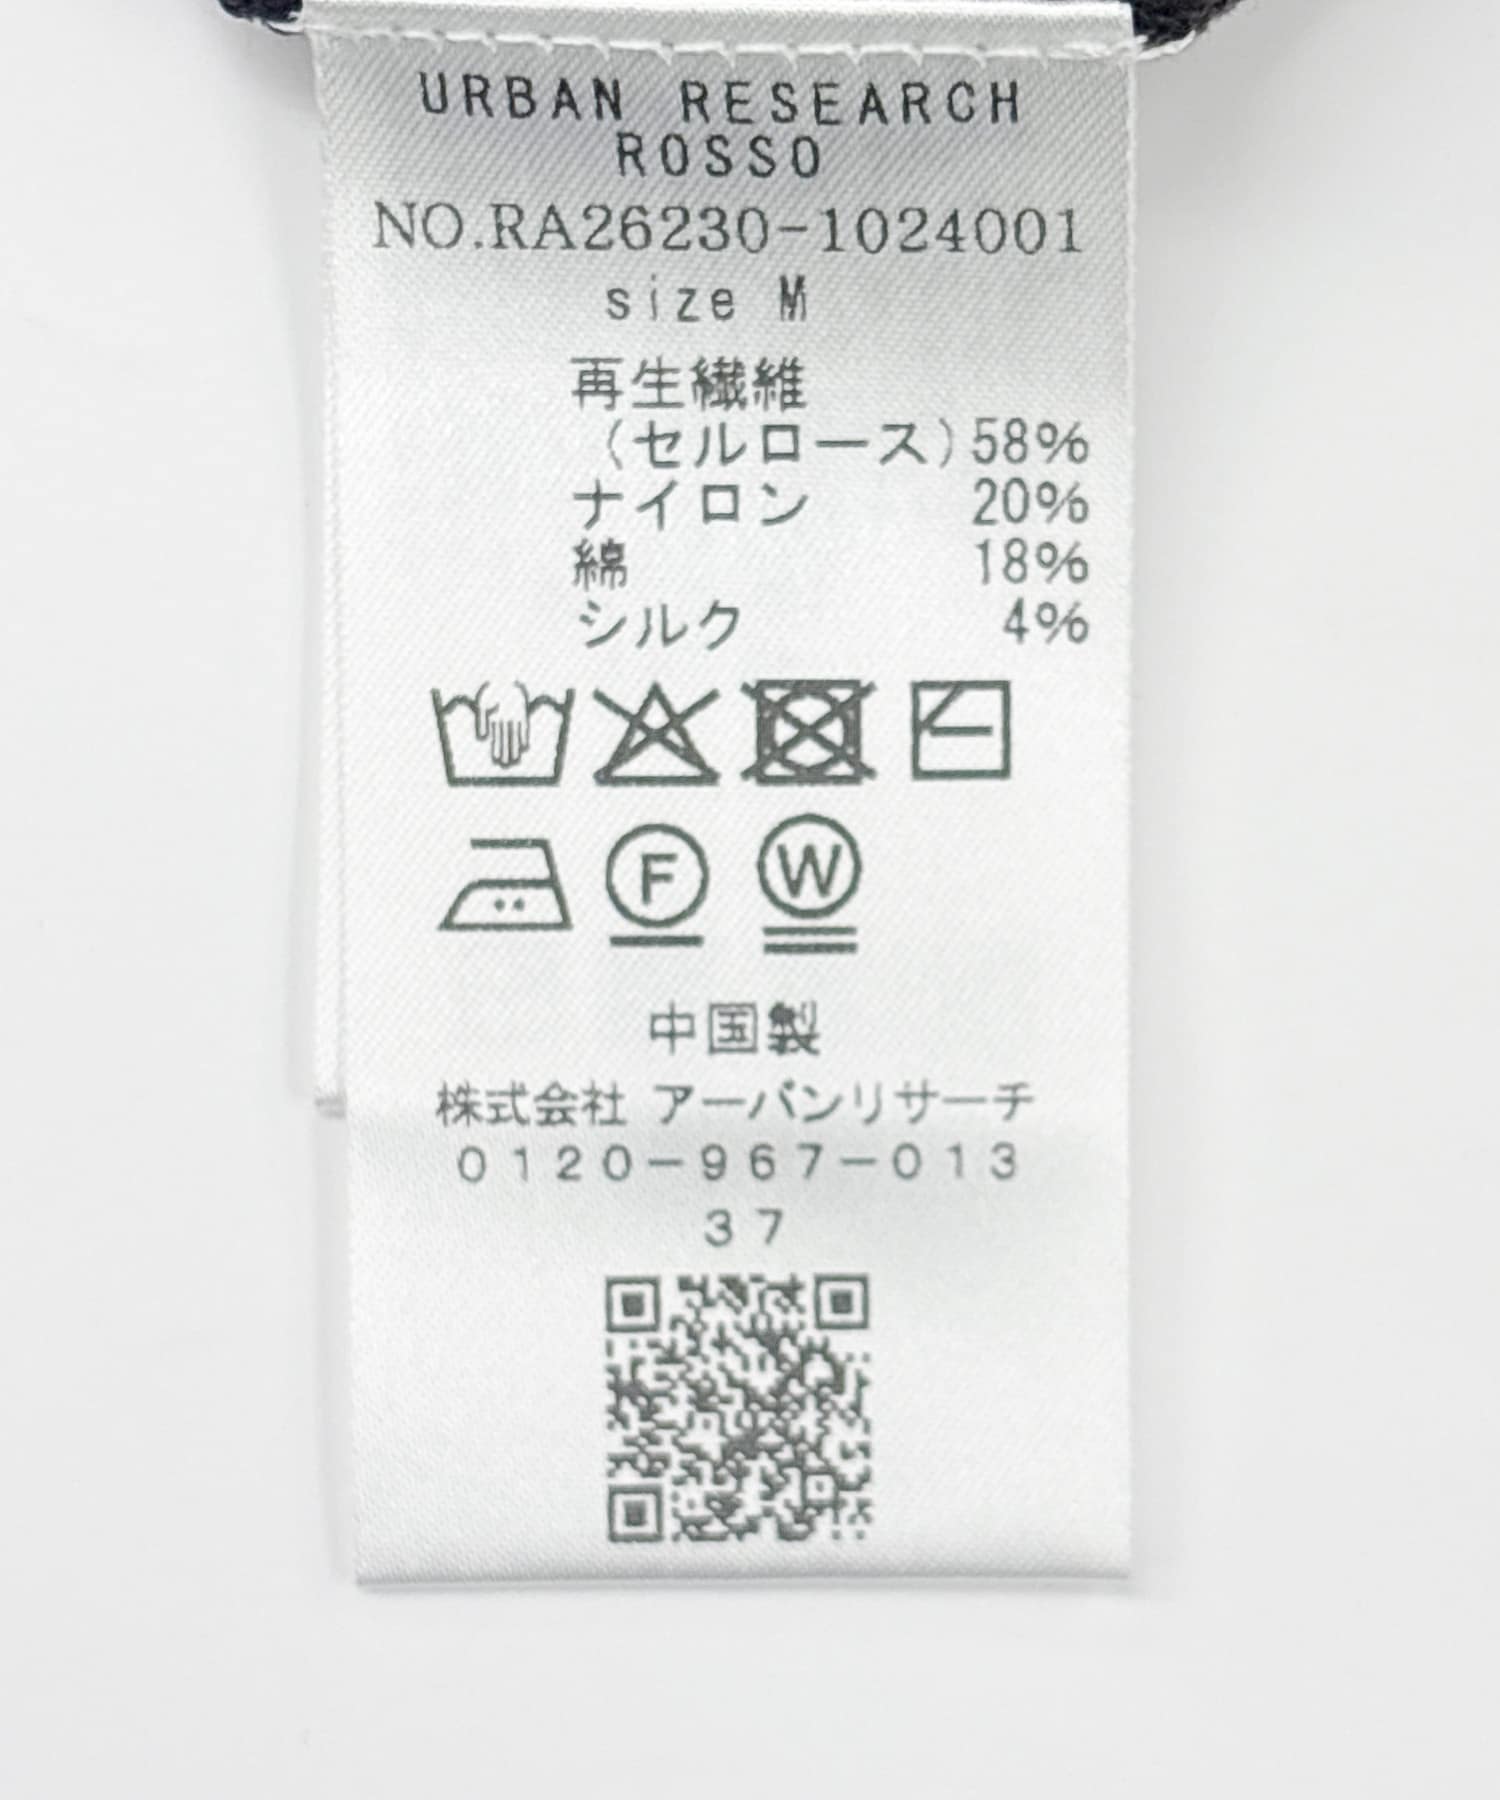 URBAN RESEARCH
ROSSO
NO.RA26230-1024001
size M
再生繊維
(セルロース)58%
ナイロン 20%
綿 18%
シルク 4%
F W
中国製
株式会社 アーバンリサーチ
0120-967-013
37